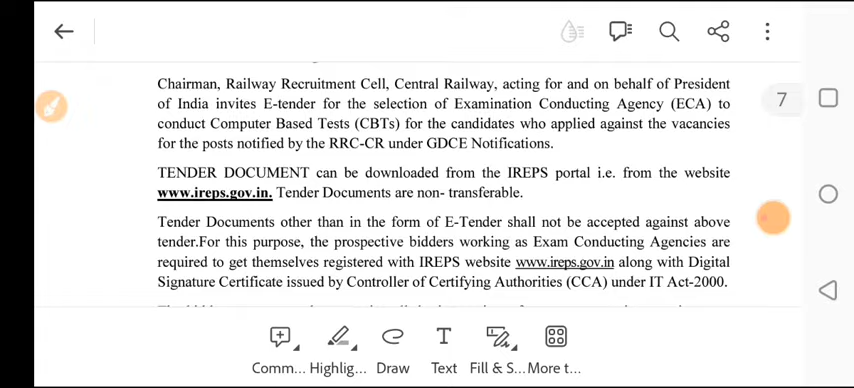 Chairman, Railway Recruitment Cell, Central Railway, acting for and on behalf of President
of India invites E-tender for the selection of Examination Conducting Agency (ECA) to
conduct Computer Based Tests (CBTs) for the candidates who applied against the vacancies
for the posts notified by the RRC-CR under GDCE Notifications.
7
TENDER DOCUMENT can be downloaded from the IREPS portal i.e. from the website
www.ireps.gov.in. Tender Documents are non- transferable.
Tender Documents other than in the form of E-Tender shall not be accepted against above
tender.For this purpose, the prospective bidders working as Exam Conducting Agencies are
required to get themselves registered with IREPS website www.ireps.gov.in along with Digital
Signature Certificate issued by Controller of Certifying Authorities (CCA) under IT Act-2000.
Comm... Highlig... Draw Text Fill & S... More t...